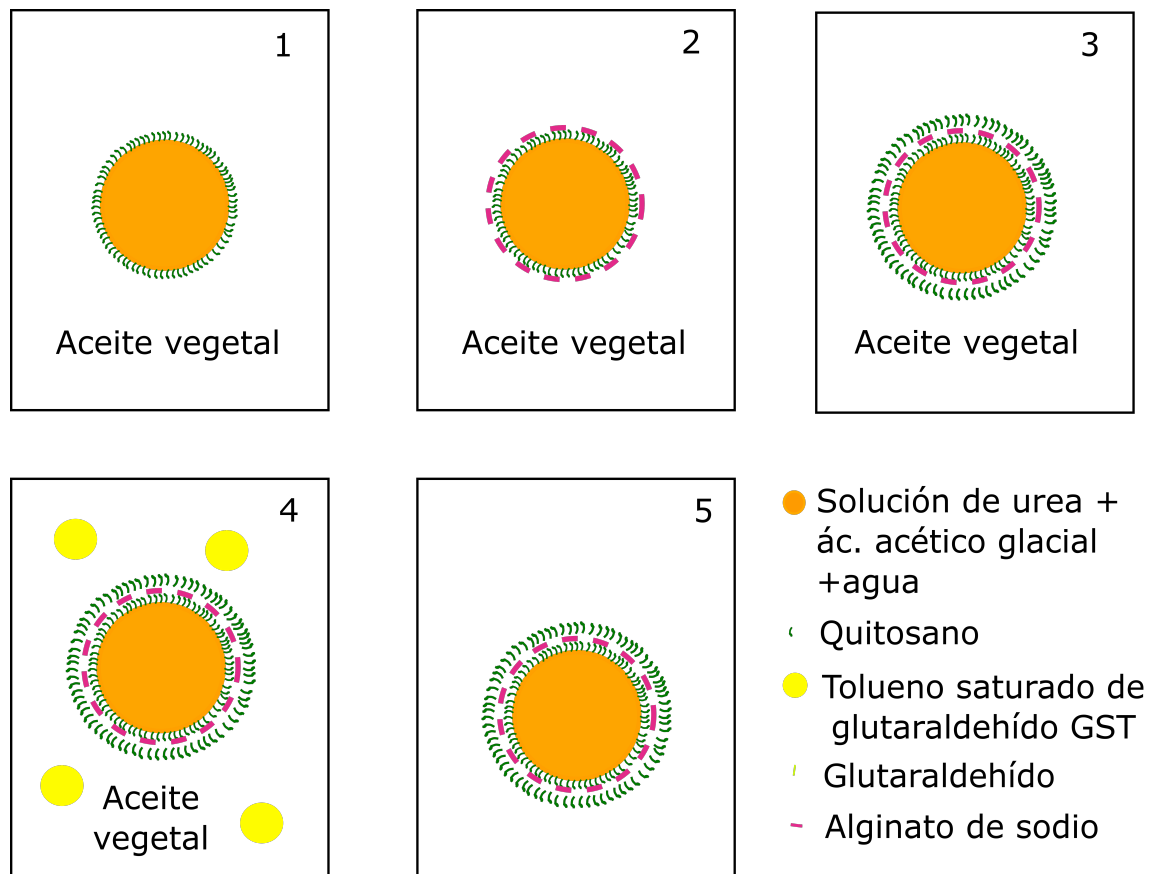 1
Aceite vegetal
2
Aceite vegetal
3
Aceite vegetal
4
Aceite
vegetal
5
Solución de urea +
ác. acético glacial
+agua
Quitosano
Tolueno saturado de
glutaraldehído GST
Glutaraldehído
Alginato de sodio